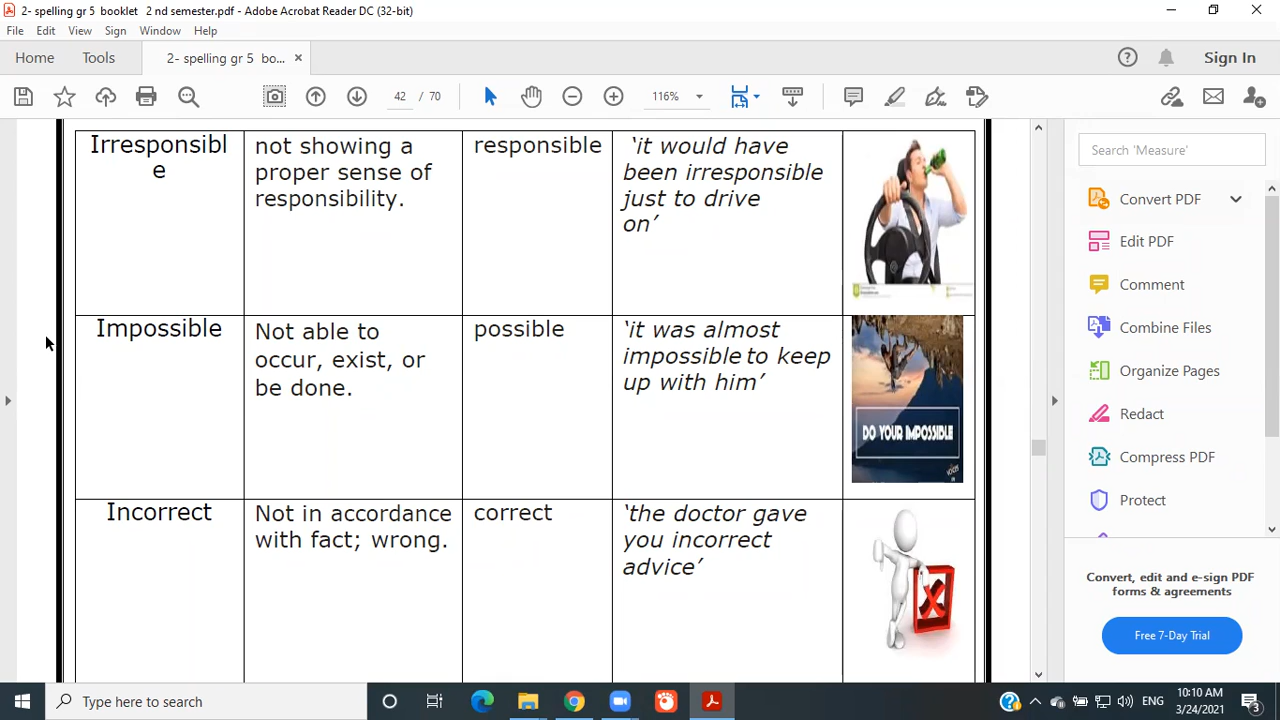 2- spelling gr 5 booklet 2 nd semester.pdf - Adobe Acrobat Reader DC (32-bit)
File Edit View Sign Window Help
Home Tools 2- spelling gr 5 bo... × Sign In
42 / 70 116%
Irresponsibl
e
not showing a
proper sense of
responsibility.
responsible
‘it would have
been irresponsible
just to drive
on’
Impossible
Not able to
occur, exist, or
be done.
possible
‘it was almost
impossible to keep
up with him’
DO YOUR IMPOSSIBLE
Incorrect
Not in accordance
with fact; wrong.
correct
‘the doctor gave
you incorrect
advice’
X
Search 'Measure'
Convert PDF
Edit PDF
Comment
Combine Files
Organize Pages
Redact
Compress PDF
Protect
Convert, edit and e-sign PDF
forms & agreements
Free 7-Day Trial
Type here to search
ENG
10:10 AM
3/24/2021
3